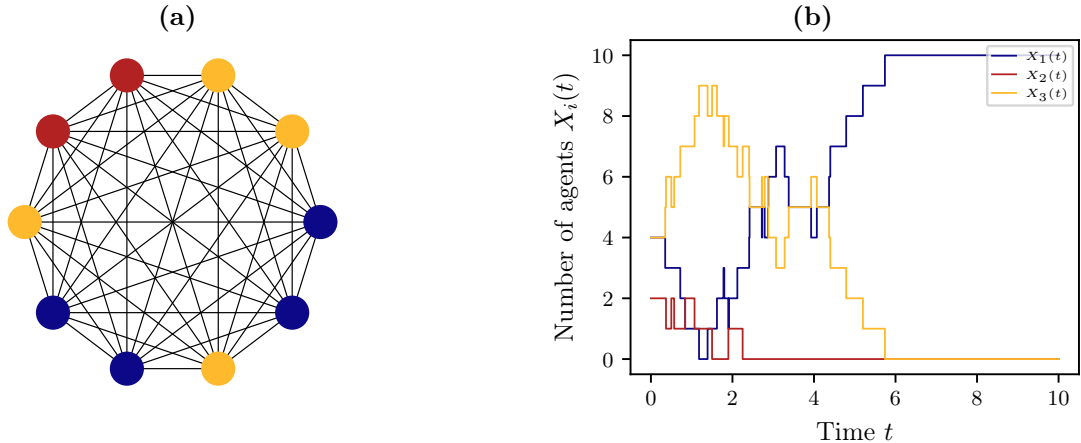 (a)
(b)
Number of agents X_i(t)
10
8
6
4
2
0
X_1(t)
X_2(t)
X_3(t)
0 2 4 6 8 10
Time t